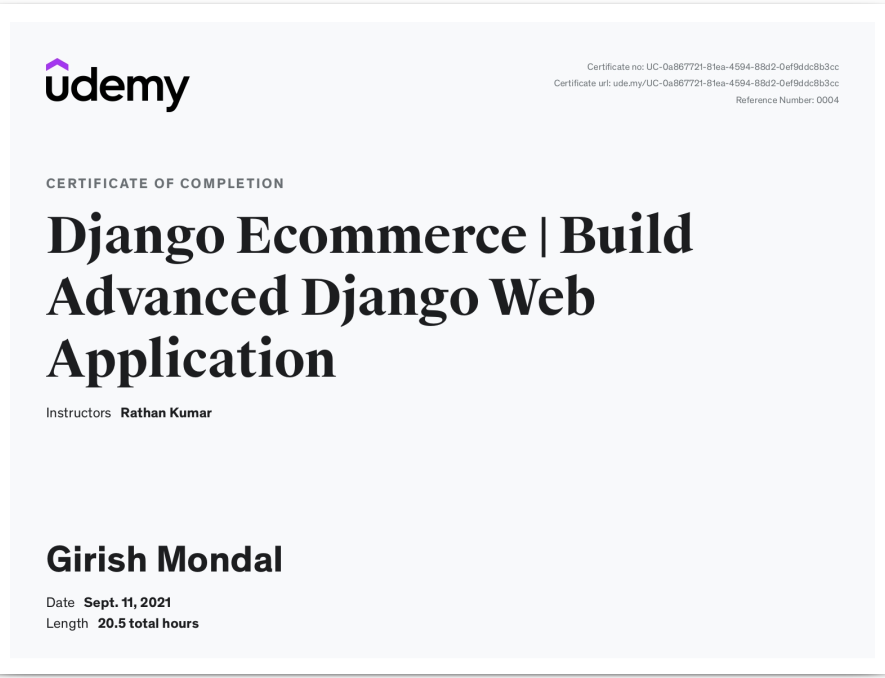 udemy
Certificate no: UC-0a867721-81ea-4594-88d2-0ef9ddc8b3cc
Certificate url: ude.my/UC-0a867721-81ea-4594-88d2-0ef9ddc8b3cc
Reference Number: 0004
CERTIFICATE OF COMPLETION
Django Ecommerce | Build
Advanced Django Web
Application
Instructors Rathan Kumar
Girish Mondal
Date Sept. 11, 2021
Length 20.5 total hours